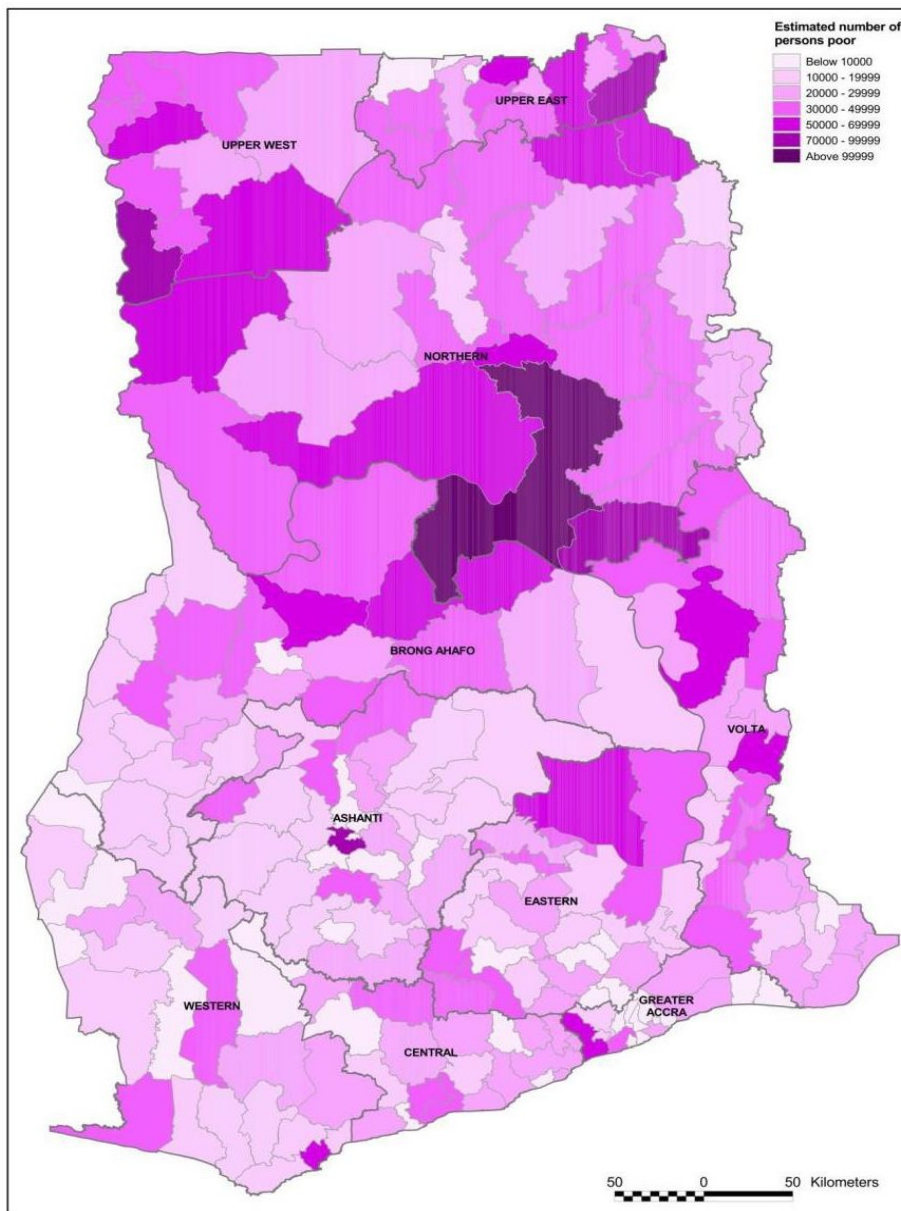 Estimated number of
persons poor
Below 10000
10000 - 19999
20000 - 29999
30000 - 49999
50000 - 69999
70000 - 99999
Above 99999
UPPER EAST
UPPER WEST
NORTHERN
BRONG AHAFO
VOLTA
ASHANTI
EASTERN
WESTERN
GREATER
ACCRA
CENTRAL
50 0 50 Kilometers